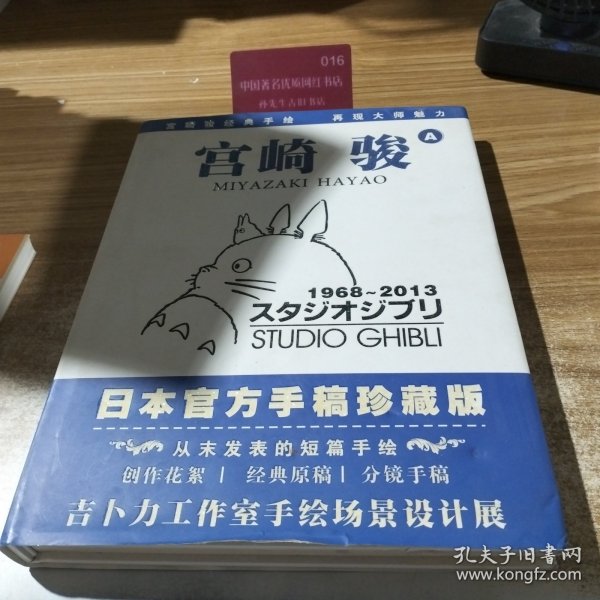 016
中国著名优质网红书店
孙先生古旧书店
宫崎骏经典手绘 再现大师魅力
宫崎 骏 A
MIYAZAKI HAYAO
1968~2013
スタジオジブリ
STUDIO GHIBLI
日本官方手稿珍藏版
从末发表的短篇手绘
创作花絮 | 经典原稿 | 分镜手稿
吉卜力工作室手绘场景设计展
孔夫子旧书网
www.kongfz.com